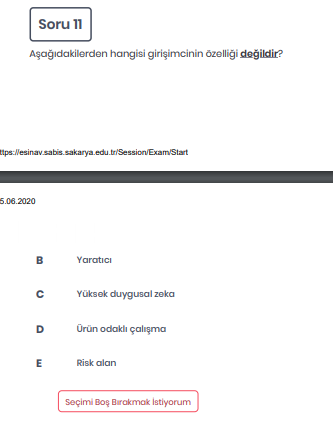 Soru 11
Aşağıdakilerden hangisi girişimcinin özelliği değildir?
ttps://esinav.sabis.sakarya.edu.tr/Session/Exam/Start
5.06.2020
B Yaratıcı
C Yüksek duygusal zeka
D Ürün odaklı çalışma
E Risk alan
Seçimi Boş Bırakmak İstiyorum